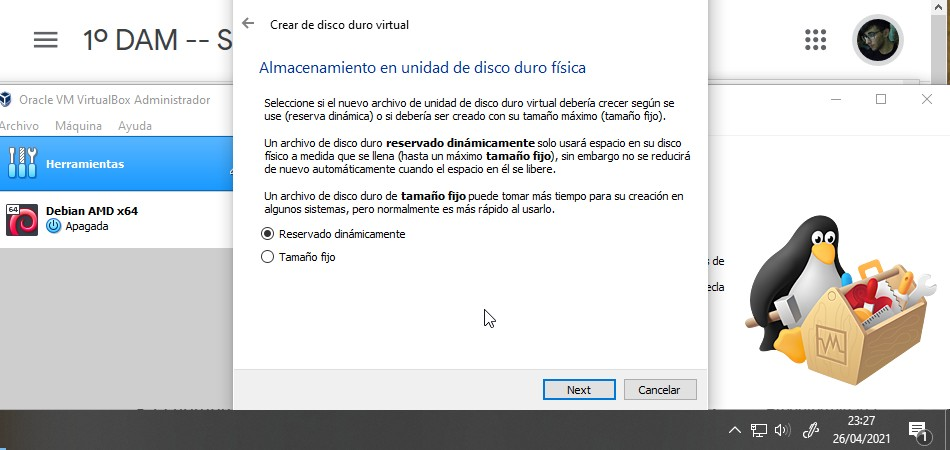 Crear de disco duro virtual
1º DAM -- S
Almacenamiento en unidad de disco duro física
Oracle VM VirtualBox Administrador
Seleccione si el nuevo archivo de unidad de disco duro virtual debería crecer según se
use (reserva dinámica) o si debería ser creado con su tamaño máximo (tamaño fijo).
Archivo Máquina Ayuda
Un archivo de disco duro reservado dinámicamente solo usará espacio en su disco
físico a medida que se llena (hasta un máximo tamaño fijo), sin embargo no se reducirá
de nuevo automáticamente cuando el espacio en él se libere.
Herramientas
Un archivo de disco duro de tamaño fijo puede tomar más tiempo para su creación en
algunos sistemas, pero normalmente es más rápido al usarlo.
64
Debian AMD x64
Apagada
Reservado dinámicamente
Tamaño fijo
s de
ecla
VM
Next Cancelar
23:27
26/04/2021
1